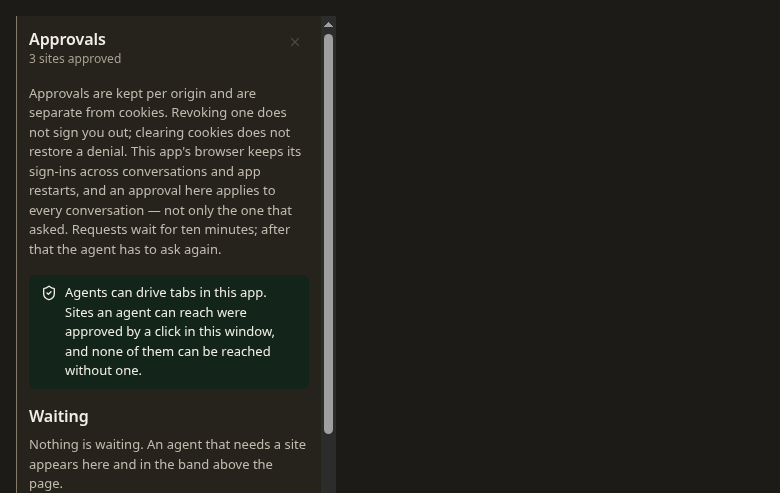 Approvals
3 sites approved
Approvals are kept per origin and are
separate from cookies. Revoking one does
not sign you out; clearing cookies does not
restore a denial. This app's browser keeps its
sign-ins across conversations and app
restarts, and an approval here applies to
every conversation — not only the one that
asked. Requests wait for ten minutes; after
that the agent has to ask again.
Agents can drive tabs in this app.
Sites an agent can reach were
approved by a click in this window,
and none of them can be reached
without one.
Waiting
Nothing is waiting. An agent that needs a site
appears here and in the band above the
page.